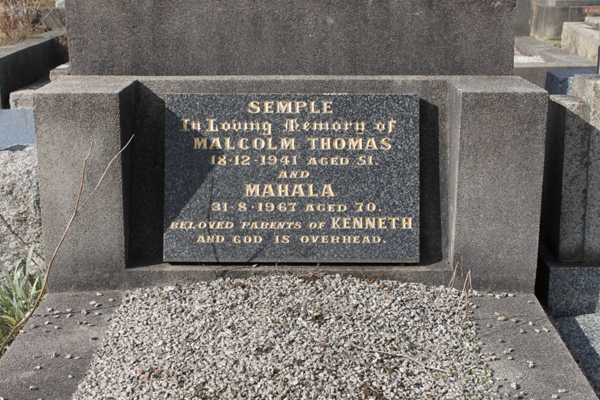 SEMPLE
In Loving Memory of
MALCOLM THOMAS
18·12·1941 AGED 51.
AND
MAHALA
31·8·1967 AGED 70.
BELOVED PARENTS OF KENNETH
AND GOD IS OVERHEAD.